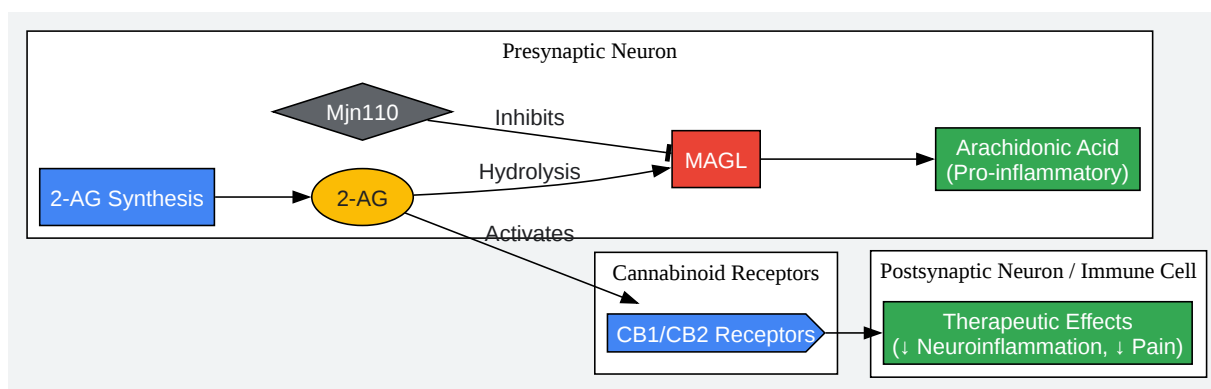 Presynaptic Neuron
Mjn110
Inhibits
MAGL
Arachidonic Acid
(Pro-inflammatory)
Hydrolysis
2-AG Synthesis
2-AG
Activates
Cannabinoid Receptors
CB1/CB2 Receptors
Postsynaptic Neuron / Immune Cell
Therapeutic Effects
(↓ Neuroinflammation, ↓ Pain)